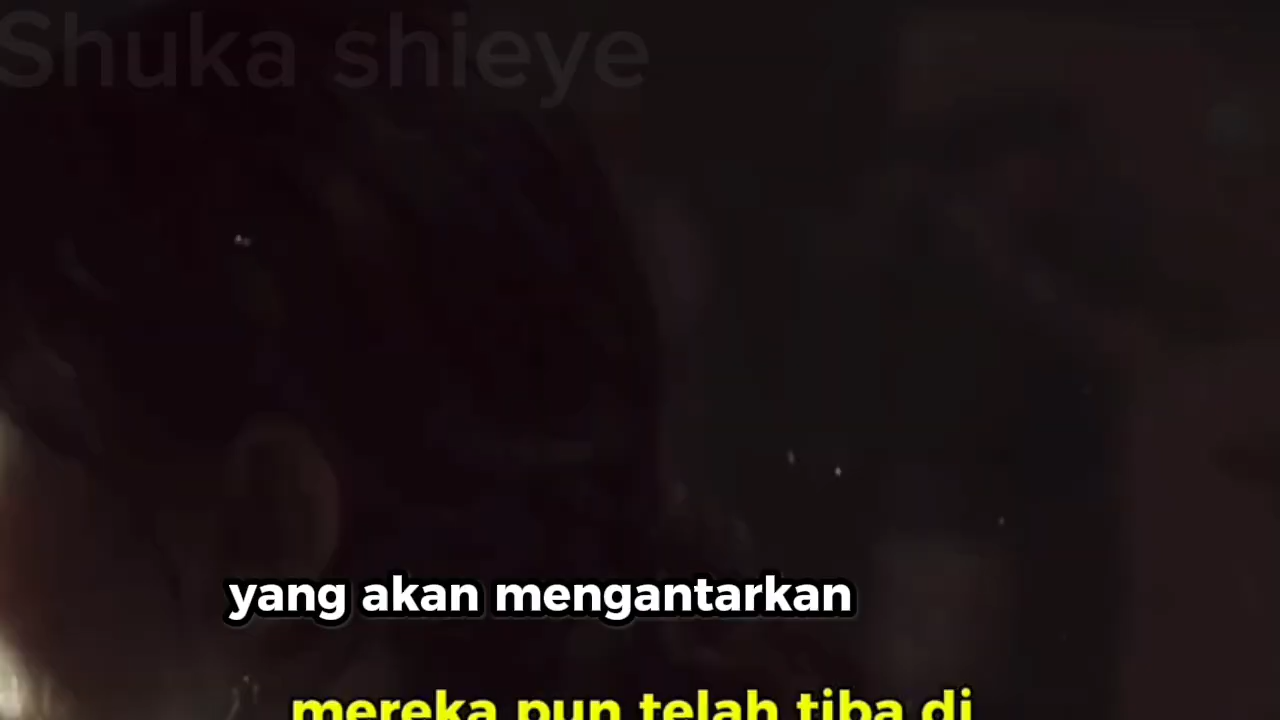 Shuka shieye
yang akan mengantarkan
mereka pun telah tiba di